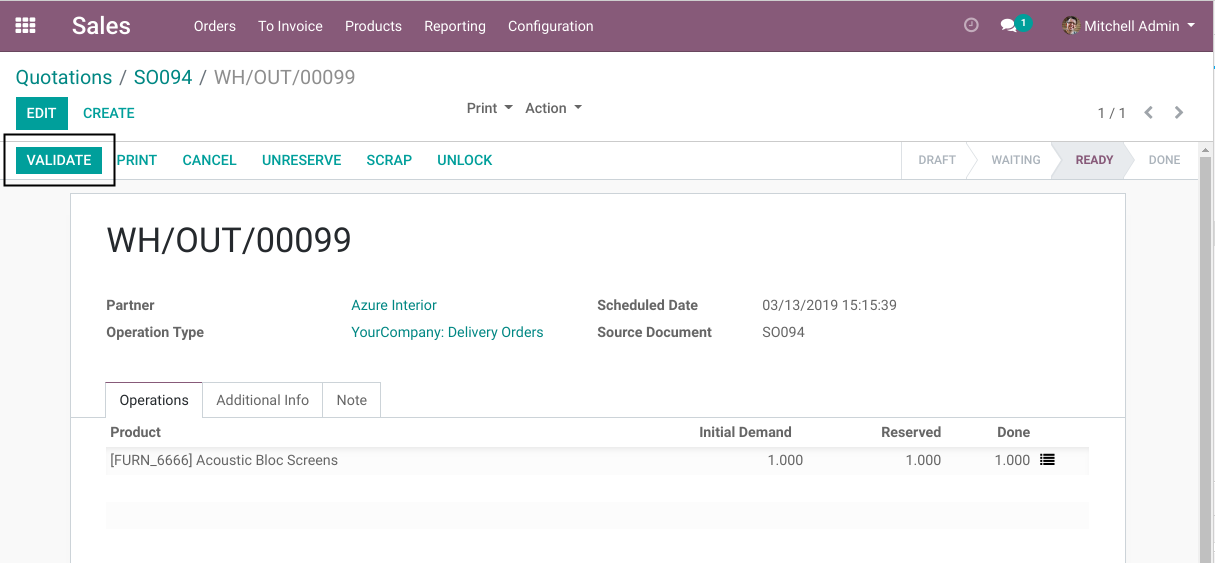 Sales Orders To Invoice Products Reporting Configuration 1 Mitchell Admin
Quotations / SO094 / WH/OUT/00099
EDIT CREATE Print Action 1 / 1
VALIDATE PRINT CANCEL UNRESERVE SCRAP UNLOCK DRAFT WAITING READY DONE
WH/OUT/00099
Partner Azure Interior Scheduled Date 03/13/2019 15:15:39
Operation Type YourCompany: Delivery Orders Source Document SO094
Operations Additional Info Note
Product Initial Demand Reserved Done
[FURN_6666] Acoustic Bloc Screens 1.000 1.000 1.000